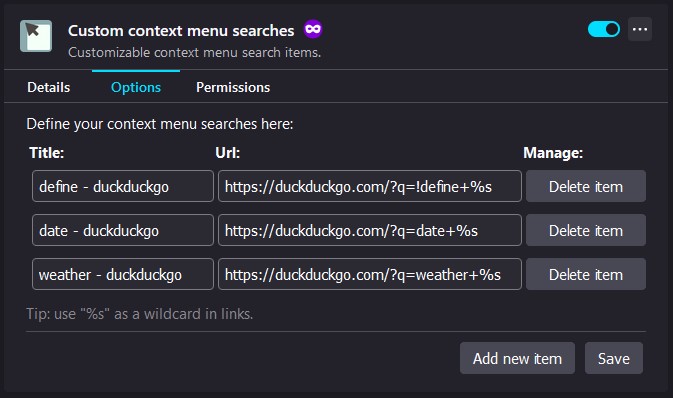 Custom context menu searches
Customizable context menu search items.
Details Options Permissions
Define your context menu searches here:
Title: Url: Manage:
define - duckduckgo https://duckduckgo.com/?q=!define+%s Delete item
date - duckduckgo https://duckduckgo.com/?q=date+%s Delete item
weather - duckduckgo https://duckduckgo.com/?q=weather+%s Delete item
Tip: use "%s" as a wildcard in links.
Add new item Save